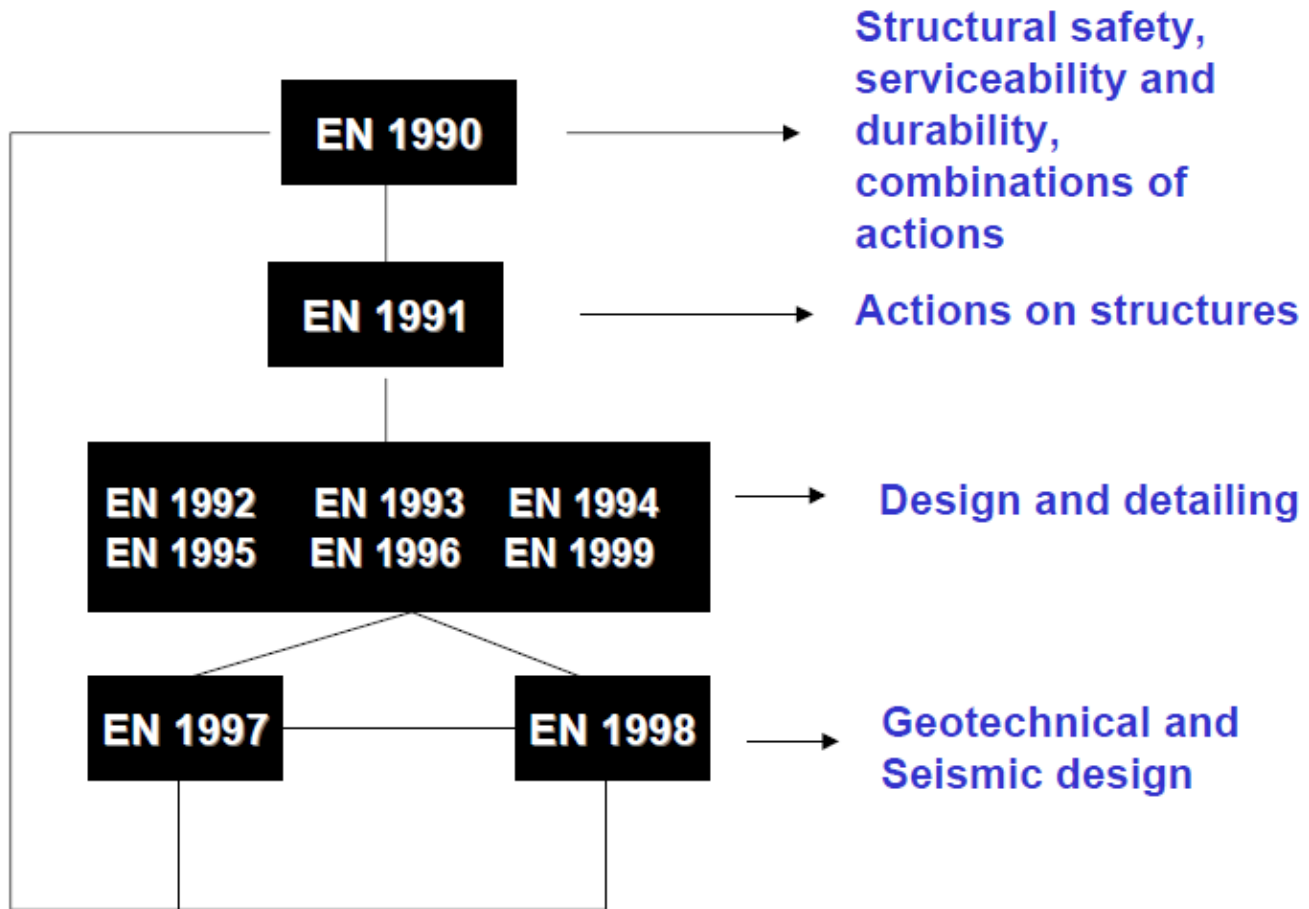 Structural safety,
serviceability and
durability,
combinations of
actions
EN 1990
EN 1991
Actions on structures
EN 1992 EN 1993 EN 1994
EN 1995 EN 1996 EN 1999
Design and detailing
EN 1997
EN 1998
Geotechnical and
Seismic design